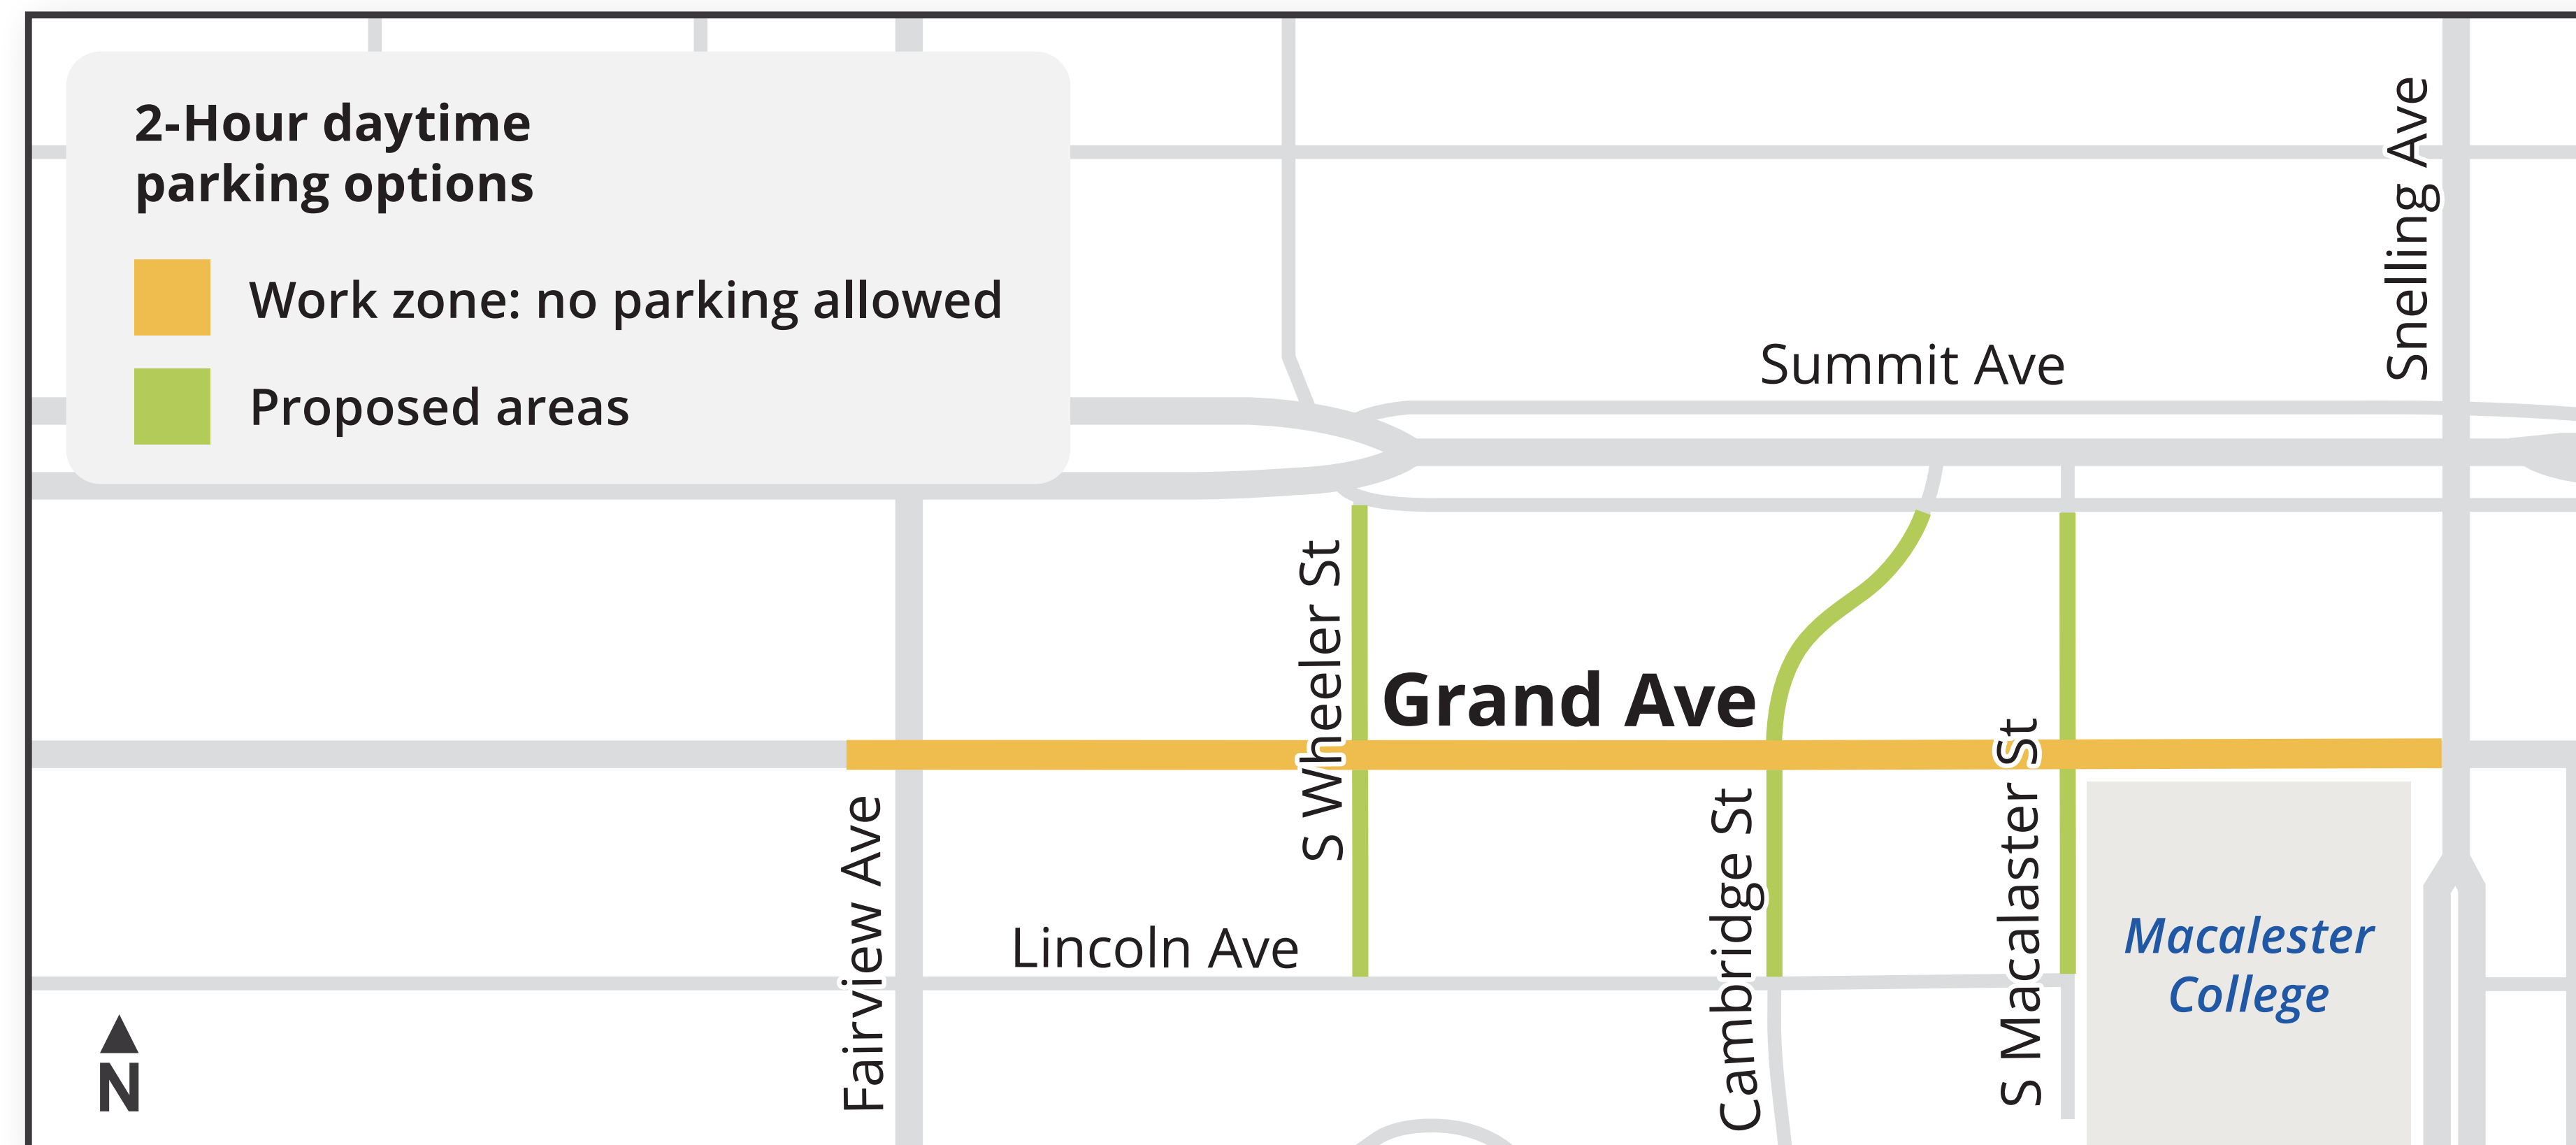 2-Hour daytime
parking options
Work zone: no parking allowed
Proposed areas
Snelling Ave
Summit Ave
S Wheeler St
Grand Ave
Fairview Ave
Lincoln Ave
Cambridge St
S Macalaster St
Macalester
College
N